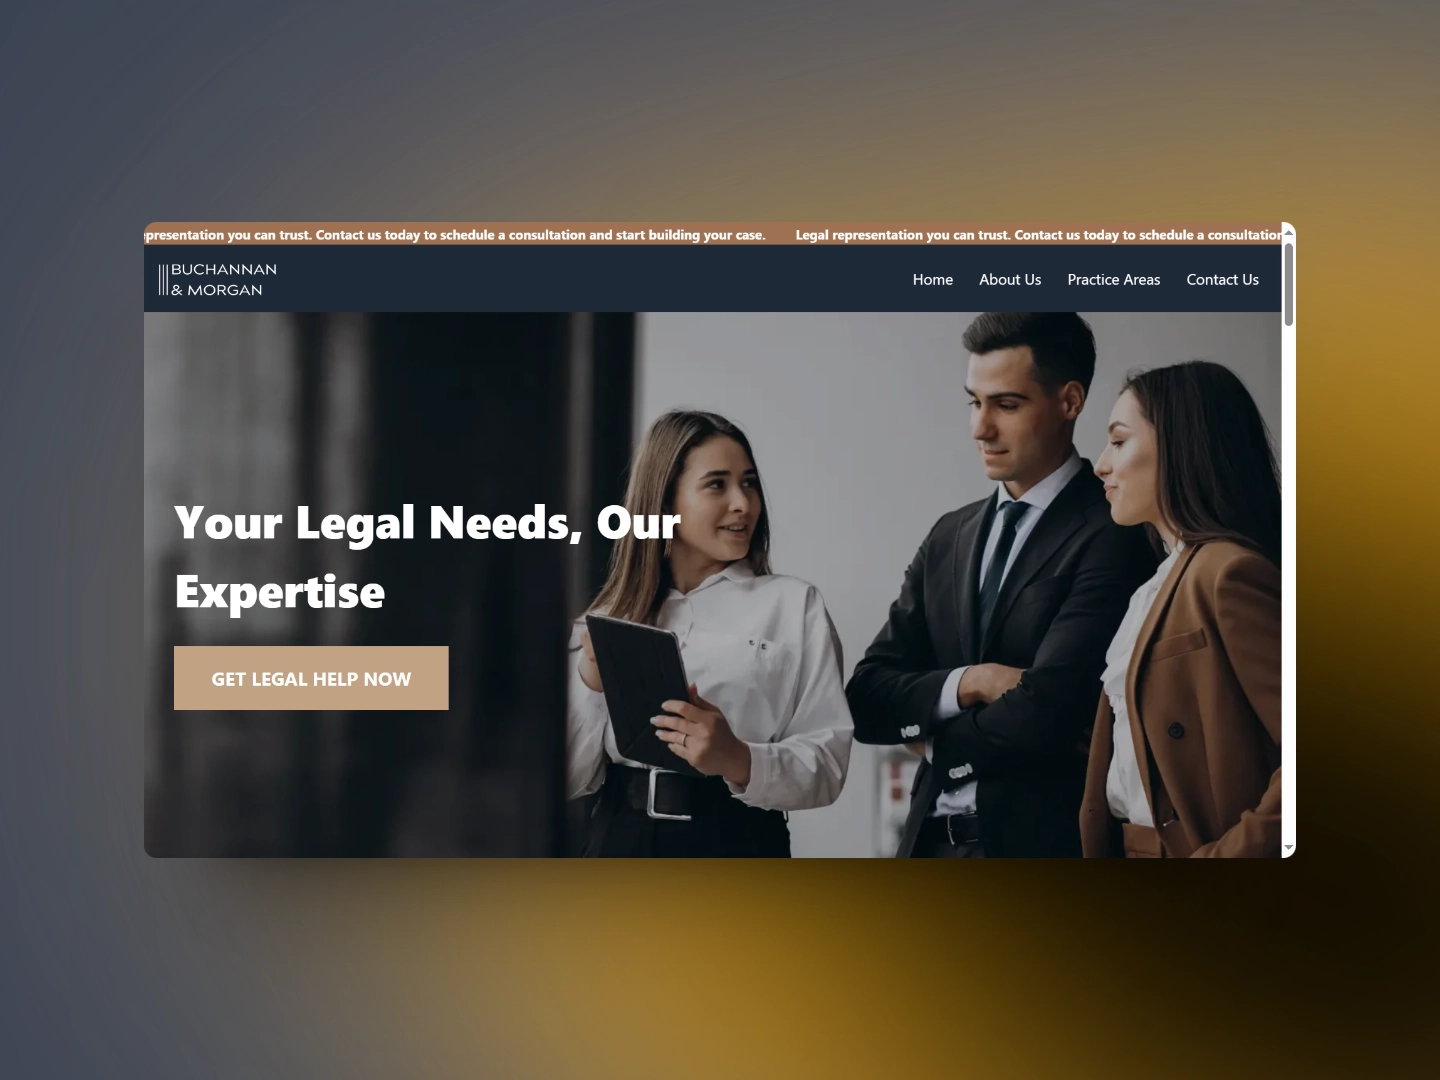 presentation you can trust. Contact us today to schedule a consultation and start building your case. Legal representation you can trust. Contact us today to schedule a consultation
BUCHANNAN
& MORGAN
Home About Us Practice Areas Contact Us
Your Legal Needs, Our
Expertise
GET LEGAL HELP NOW